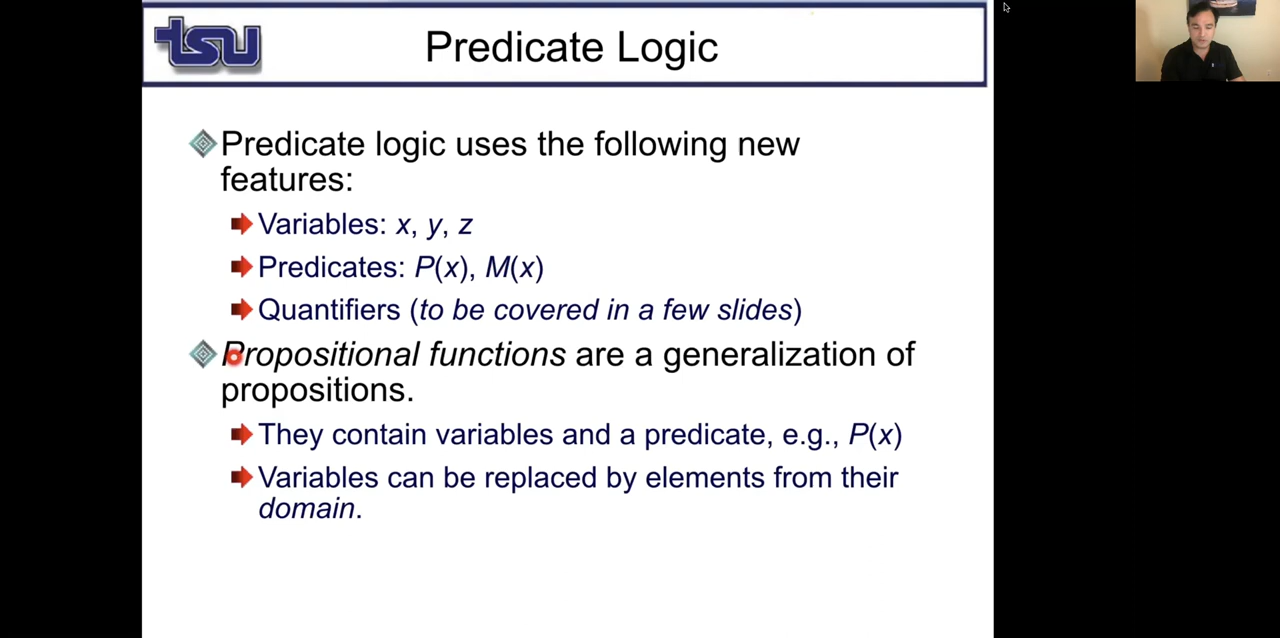 tsu
Predicate Logic
Predicate logic uses the following new
features:
Variables: x, y, z
Predicates: P(x), M(x)
Quantifiers (to be covered in a few slides)
Propositional functions are a generalization of
propositions.
They contain variables and a predicate, e.g., P(x)
Variables can be replaced by elements from their
domain.